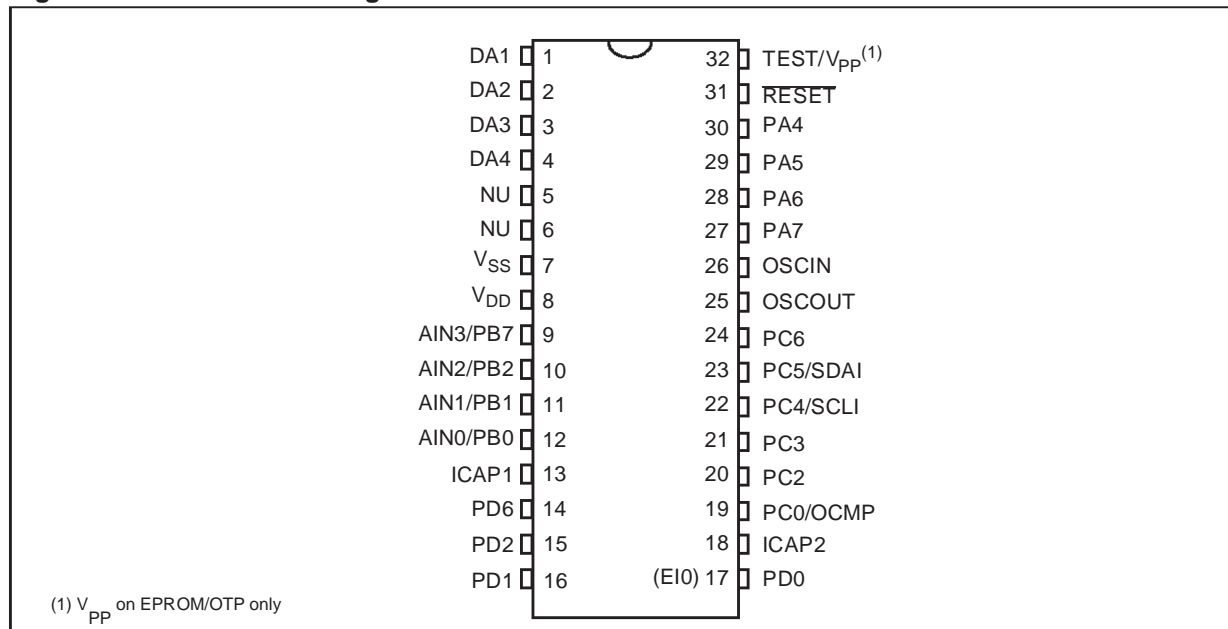 DA1 1
DA2 2
DA3 3
DA4 4
NU 5
NU 6
VSS 7
VDD 8
AIN3/PB7 9
AIN2/PB2 10
AIN1/PB1 11
AIN0/PB0 12
ICAP1 13
PD6 14
PD2 15
PD1 16
32 TEST/VPP(1)
31 RESET
30 PA4
29 PA5
28 PA6
27 PA7
26 OSCIN
25 OSCOUT
24 PC6
23 PC5/SDAI
22 PC4/SCLI
21 PC3
20 PC2
19 PC0/OCMP
18 ICAP2
(EI0) 17 PD0
(1) VPP on EPROM/OTP only